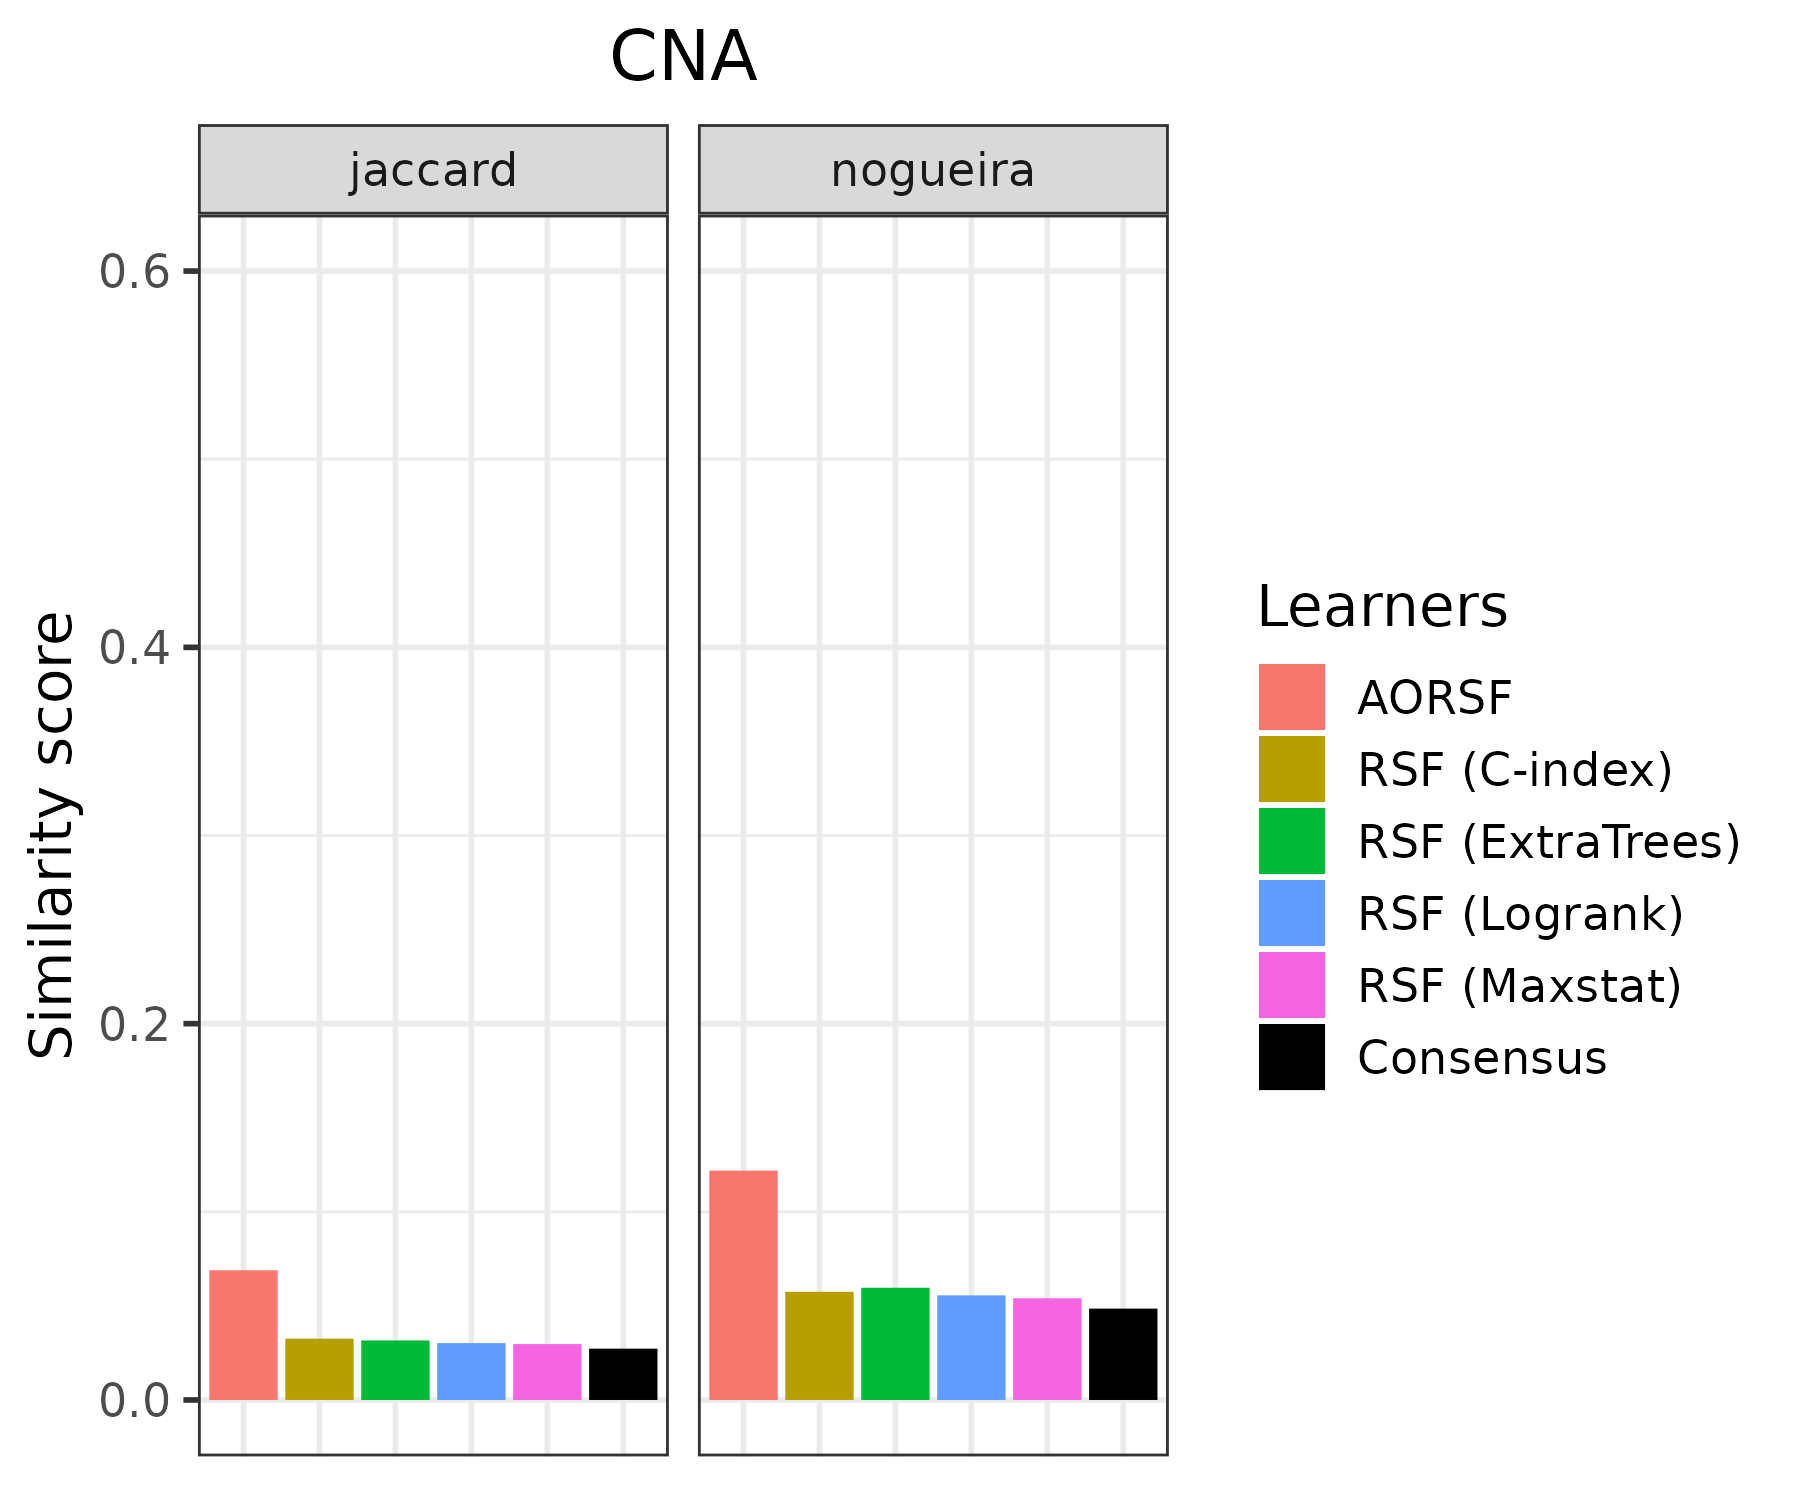 CNA
jaccard
nogueira
0.6
0.4
0.2
0.0
Similarity score
Learners
AORSF
RSF (C-index)
RSF (ExtraTrees)
RSF (Logrank)
RSF (Maxstat)
Consensus